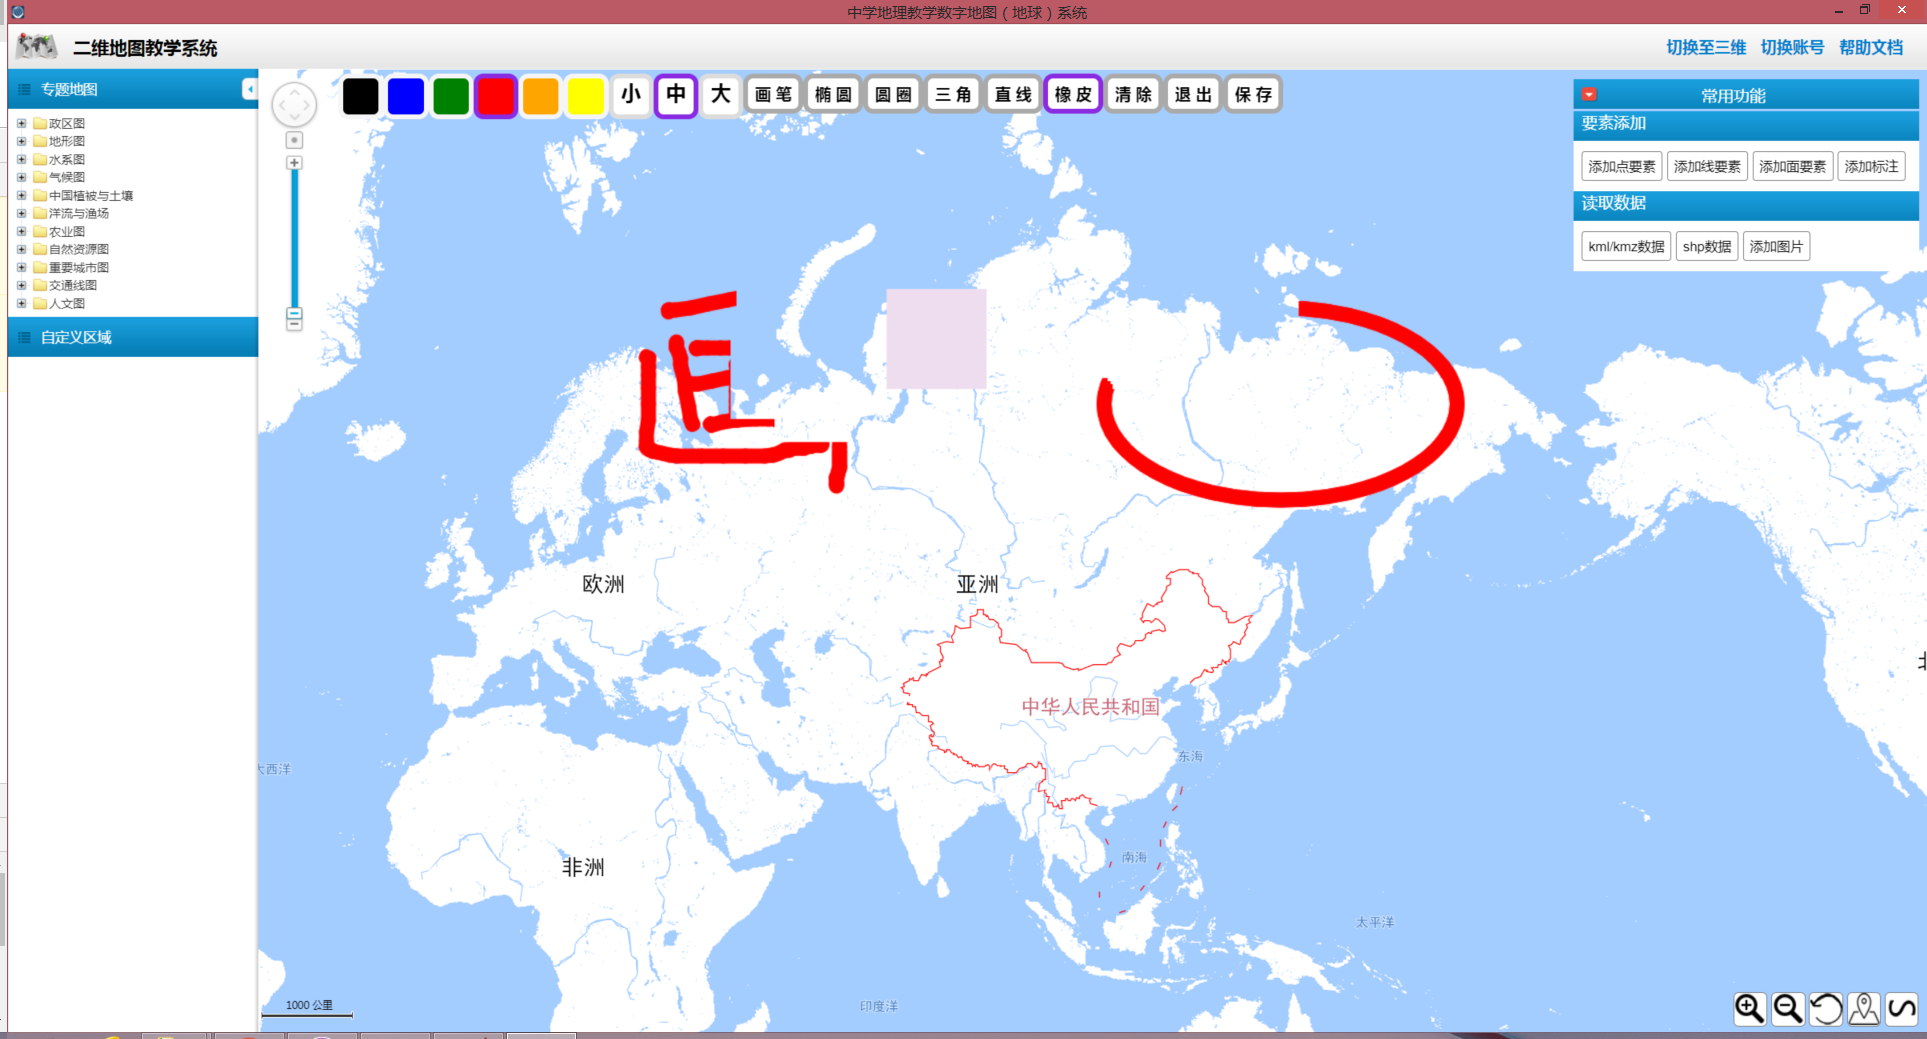 中学地理教学数字地图（地球）系统
二维地图教学系统
切换至三维 切换账号 帮助文档
专题地图
政区图
地形图
水系图
气候图
中国植被与土壤
洋流与渔场
农业图
自然资源图
重要城市图
交通线图
人文图
自定义区域
小 中 大 画笔 椭圆 圆圈 三角 直线 橡皮 清除 退出 保存
常用功能
要素添加
添加点要素 添加线要素 添加面要素 添加标注
读取数据
kml/kmz数据 shp数据 添加图片
欧洲
亚洲
中华人民共和国
东海
大西洋
非洲
南海
太平洋
印度洋
1000 公里